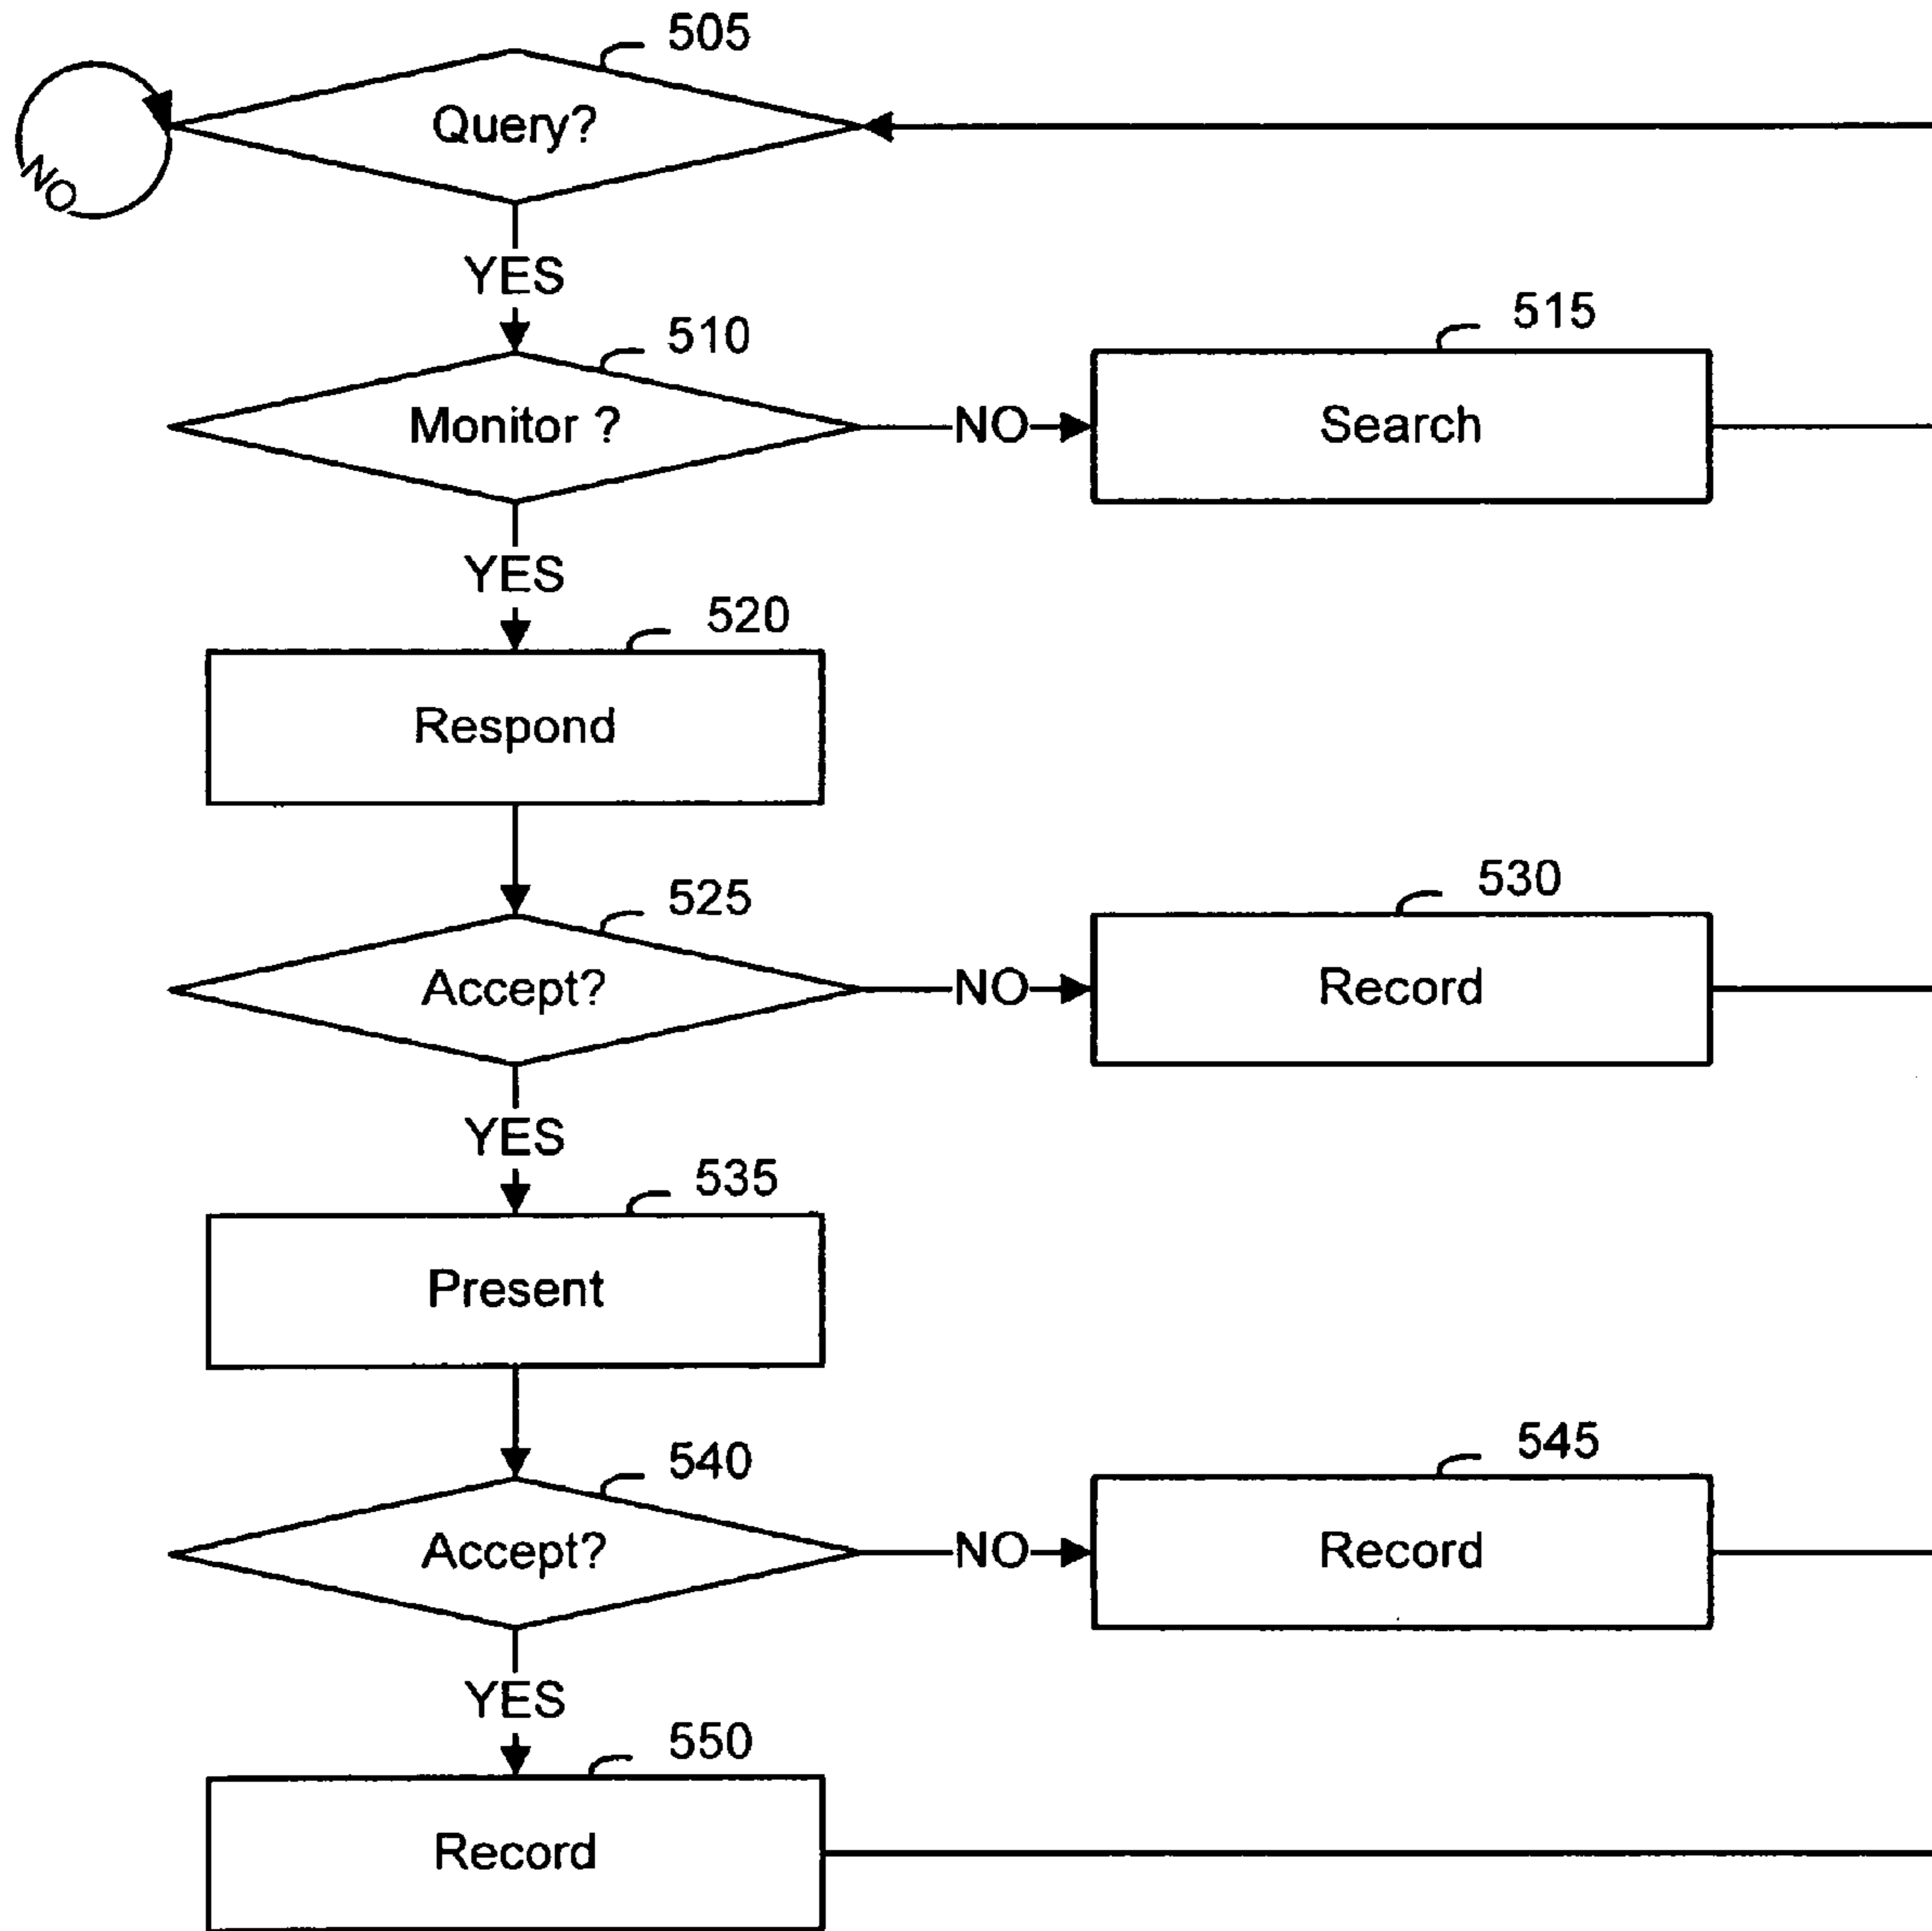 505
Query?
NO
YES
510
515
Monitor ?
NO
Search
YES
520
Respond
525
530
Accept?
NO
Record
YES
535
Present
540
545
Accept?
NO
Record
YES
550
Record